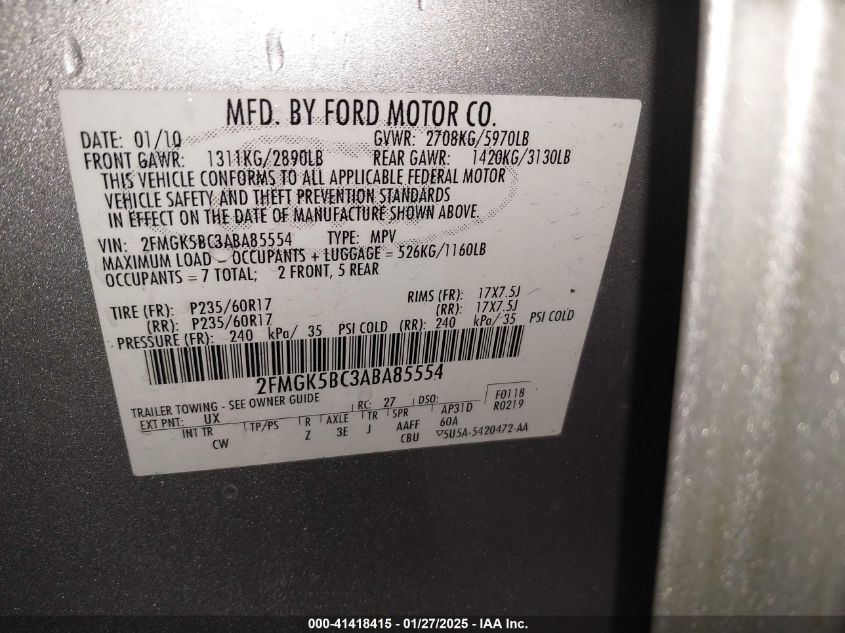 MFD. BY FORD MOTOR CO.
DATE: 01/10 GVWR: 2708KG/5970LB
FRONT GAWR: 1311KG/2890LB REAR GAWR: 1420KG/3130LB
THIS VEHICLE CONFORMS TO ALL APPLICABLE FEDERAL MOTOR
VEHICLE SAFETY AND THEFT PREVENTION STANDARDS
IN EFFECT ON THE DATE OF MANUFACTURE SHOWN ABOVE.
VIN: 2FMGK5BC3ABA85554 TYPE: MPV
MAXIMUM LOAD - OCCUPANTS + LUGGAGE = 526KG/1160LB
OCCUPANTS = 7 TOTAL; 2 FRONT, 5 REAR
TIRE (FR): P235/60R17 RIMS (FR): 17X7.5J
(RR): P235/60R17 (RR): 17X7.5J
PRESSURE (FR): 240 kPa/ 35 PSI COLD (RR): 240 kPa/ 35 PSI COLD
2FMGK5BC3ABA85554
TRAILER TOWING - SEE OWNER GUIDE F0118
EXT PNT: UX RC: 27 DSO: AP31D R0219
INT TR TP/PS R AXLE TR SPR 60A
CW Z 3E J AAFF
CBU ▽5U5A-5420472-AA
000-41418415 - 01/27/2025 - IAA Inc.